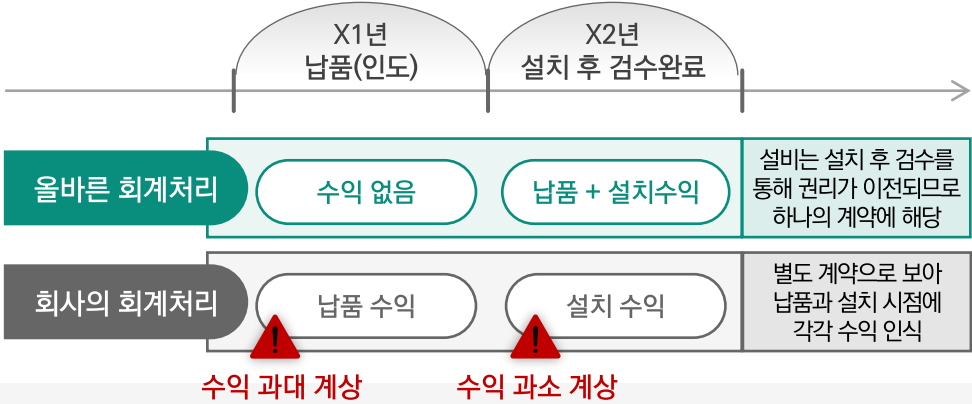 X1년
납품(인도)
X2년
설치 후 검수완료
올바른 회계처리
수익 없음
납품 + 설치수익
설비는 설치 후 검수를
통해 권리가 이전되므로
하나의 계약에 해당
회사의 회계처리
납품 수익
설치 수익
별도 계약으로 보아
납품과 설치 시점에
각각 수익 인식
!
수익 과대 계상
!
수익 과소 계상